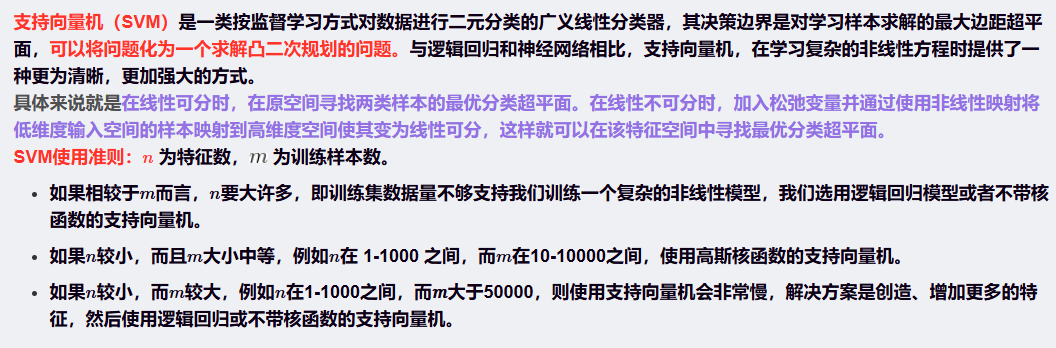 支持向量机（SVM）是一类按监督学习方式对数据进行二元分类的广义线性分类器，其决策边界是对学习样本求解的最大边距超平
面，可以将问题化为一个求解凸二次规划的问题。与逻辑回归和神经网络相比，支持向量机，在学习复杂的非线性方程时提供了一
种更为清晰，更加强大的方式。
具体来说就是在线性可分时，在原空间寻找两类样本的最优分类超平面。在线性不可分时，加入松弛变量并通过使用非线性映射将
低维度输入空间的样本映射到高维度空间使其变为线性可分，这样就可以在该特征空间中寻找最优分类超平面。
SVM使用准则：n 为特征数，m 为训练样本数。
• 如果相较于m而言，n要大许多，即训练集数据量不够支持我们训练一个复杂的非线性模型，我们选用逻辑回归模型或者不带核
函数的支持向量机。
• 如果n较小，而且m大小中等，例如n在 1-1000 之间，而m在10-10000之间，使用高斯核函数的支持向量机。
• 如果n较小，而m较大，例如n在1-1000之间，而m大于50000，则使用支持向量机会非常慢，解决方案是创造、增加更多的特
征，然后使用逻辑回归或不带核函数的支持向量机。